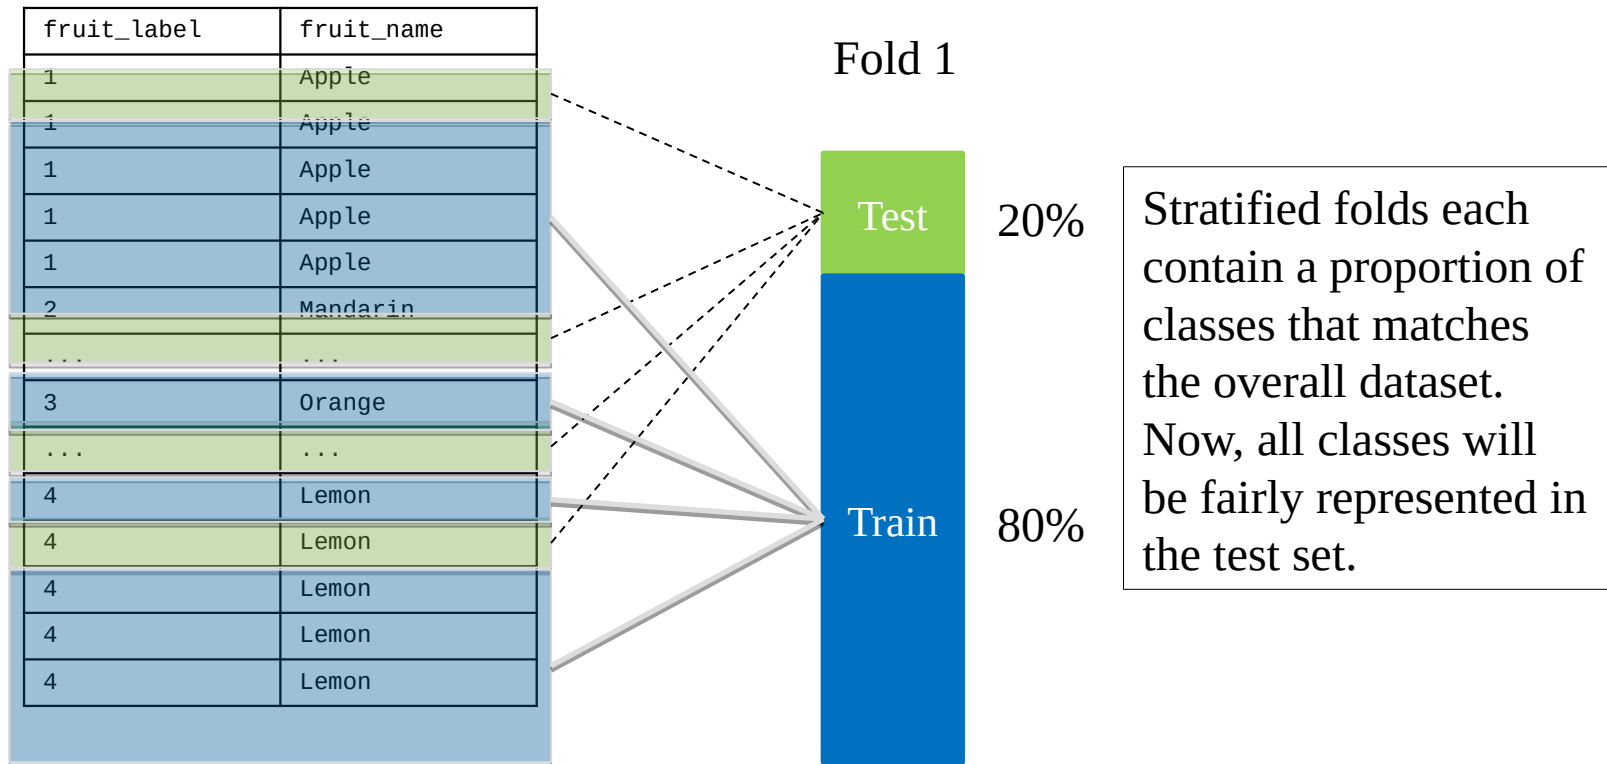 fruit_label fruit_name
1 Apple
1 Apple
1 Apple
1 Apple
1 Apple
2 Mandarin
... ...
3 Orange
... ...
4 Lemon
4 Lemon
4 Lemon
4 Lemon
4 Lemon
Fold 1
Test
20%
Train
80%
Stratified folds each
contain a proportion of
classes that matches
the overall dataset.
Now, all classes will
be fairly represented in
the test set.